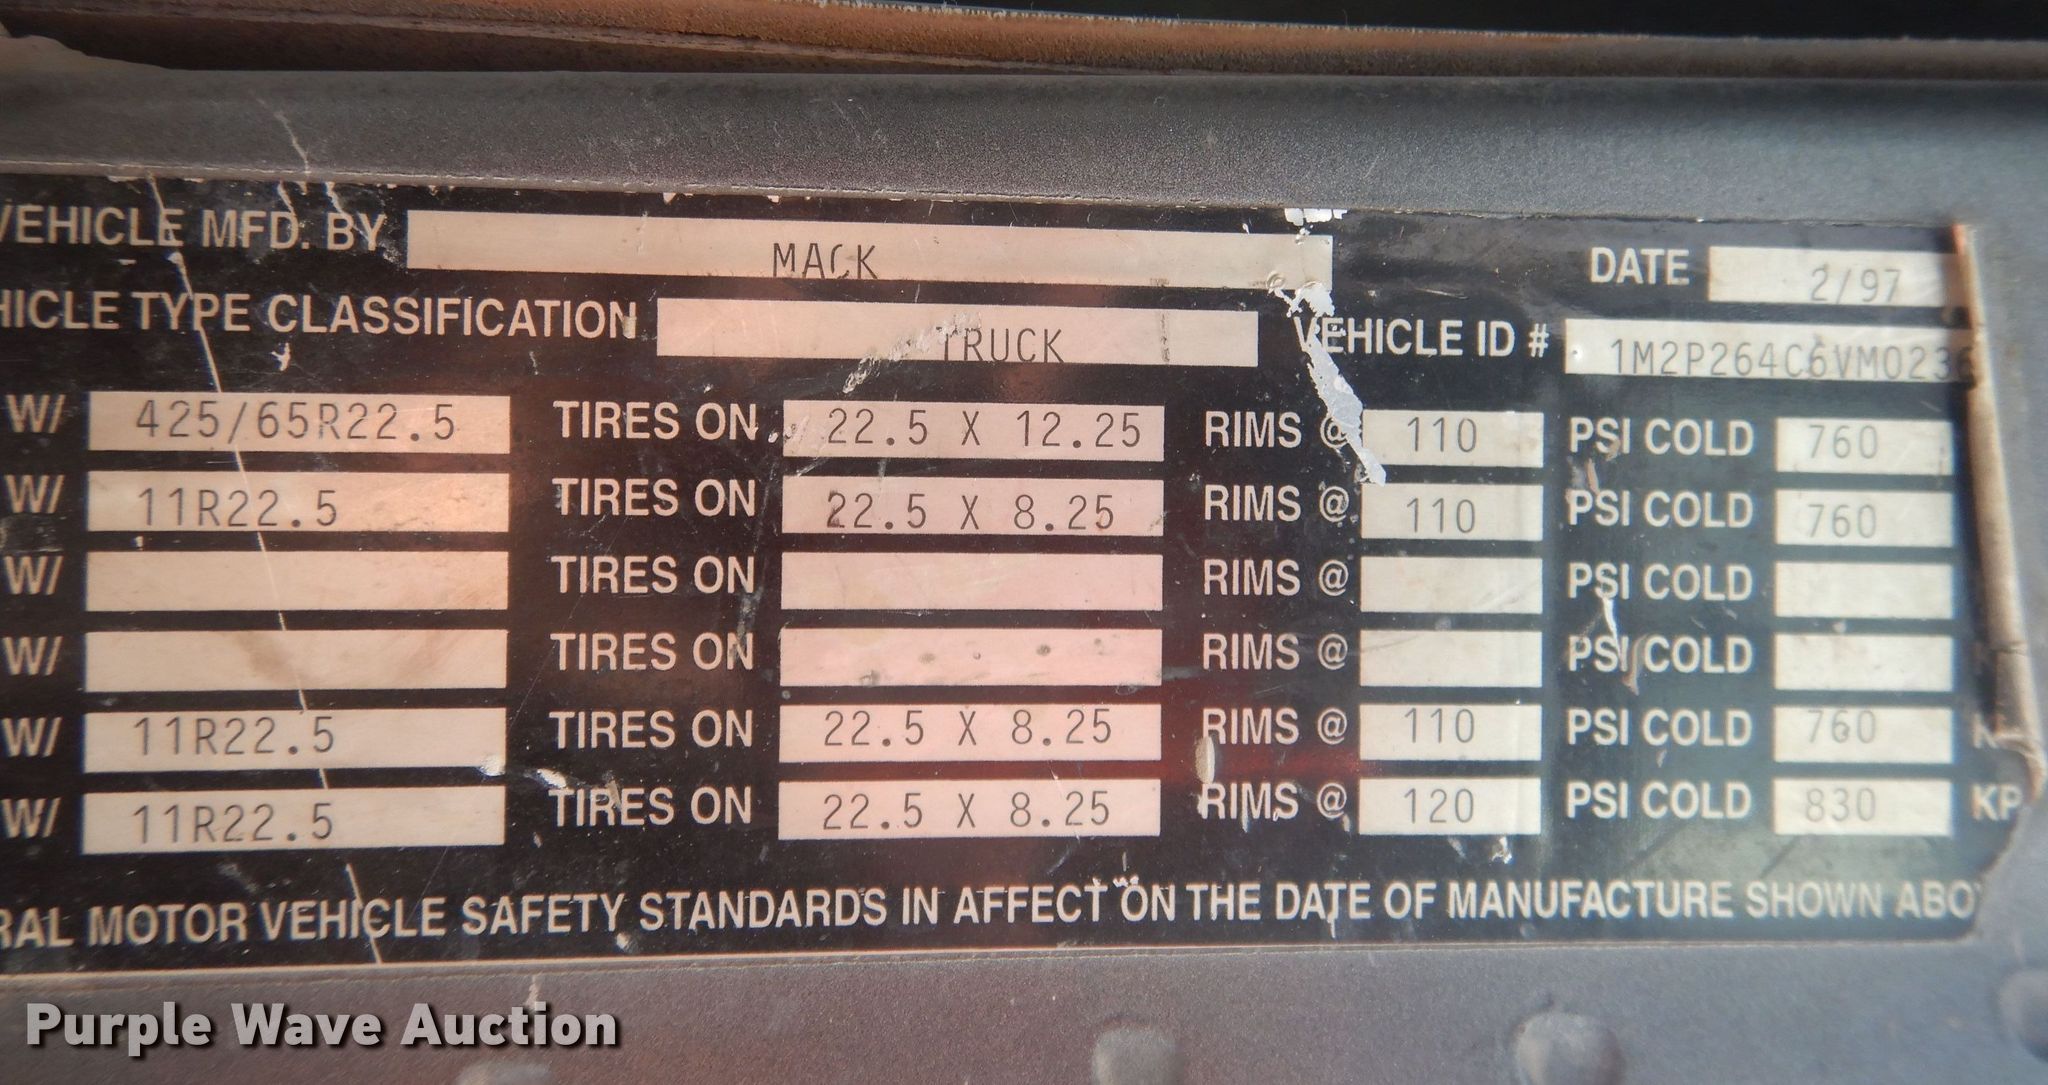 VEHICLE MFD. BY MACK DATE 2/97
HICLE TYPE CLASSIFICATION TRUCK VEHICLE ID # 1M2P264C6VM0236
W/ 425/65R22.5 TIRES ON 22.5 X 12.25 RIMS @ 110 PSI COLD 760
W/ 11R22.5 TIRES ON 22.5 X 8.25 RIMS @ 110 PSI COLD 760
W/ TIRES ON RIMS @ PSI COLD
W/ TIRES ON RIMS @ PSI COLD
W/ 11R22.5 TIRES ON 22.5 X 8.25 RIMS @ 110 PSI COLD 760
W/ 11R22.5 TIRES ON 22.5 X 8.25 RIMS @ 120 PSI COLD 830 KP
RAL MOTOR VEHICLE SAFETY STANDARDS IN AFFECT ON THE DATE OF MANUFACTURE SHOWN ABO
Purple Wave Auction